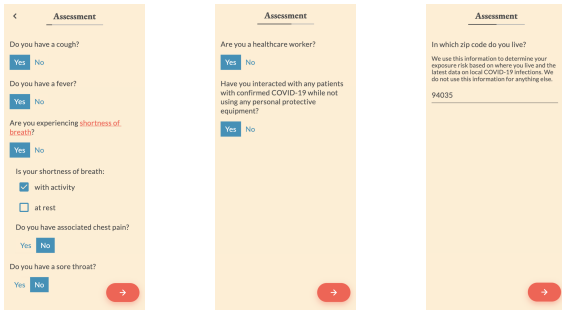 Assessment
Do you have a cough?
Yes No
Do you have a fever?
Yes No
Are you experiencing shortness of
breath?
Yes No
Is your shortness of breath:
with activity
at rest
Do you have associated chest pain?
Yes No
Do you have a sore throat?
Yes No
Assessment
Are you a healthcare worker?
Yes No
Have you interacted with any patients
with confirmed COVID-19 while not
using any personal protective
equipment?
Yes No
Assessment
In which zip code do you live?
We use this information to determine your
exposure risk based on where you live and the
latest data on local COVID-19 infections. We
do not use this information for anything else.
94035